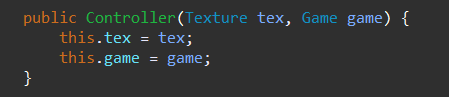 public Controller(Texture tex, Game game) {
    this.tex = tex;
    this.game = game;
}